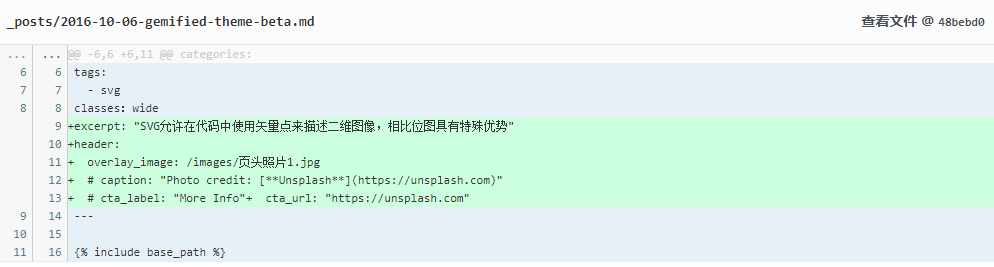 _posts/2016-10-06-gemified-theme-beta.md 查看文件 @ 48bebd0
... ... @@ -6,6 +6,11 @@ categories:
6 6 tags:
7 7   - svg
8 8 classes: wide
9 +excerpt: "SVG允许在代码中使用矢量点来描述二维图像，相比位图具有特殊优势"
10 +header:
11 +  overlay_image: /images/页头照片1.jpg
12 +  # caption: "Photo credit: [**Unsplash**](https://unsplash.com)"
13 +  # cta_label: "More Info"+  cta_url: "https://unsplash.com"
9 14 ---
10 15
11 16 {% include base_path %}